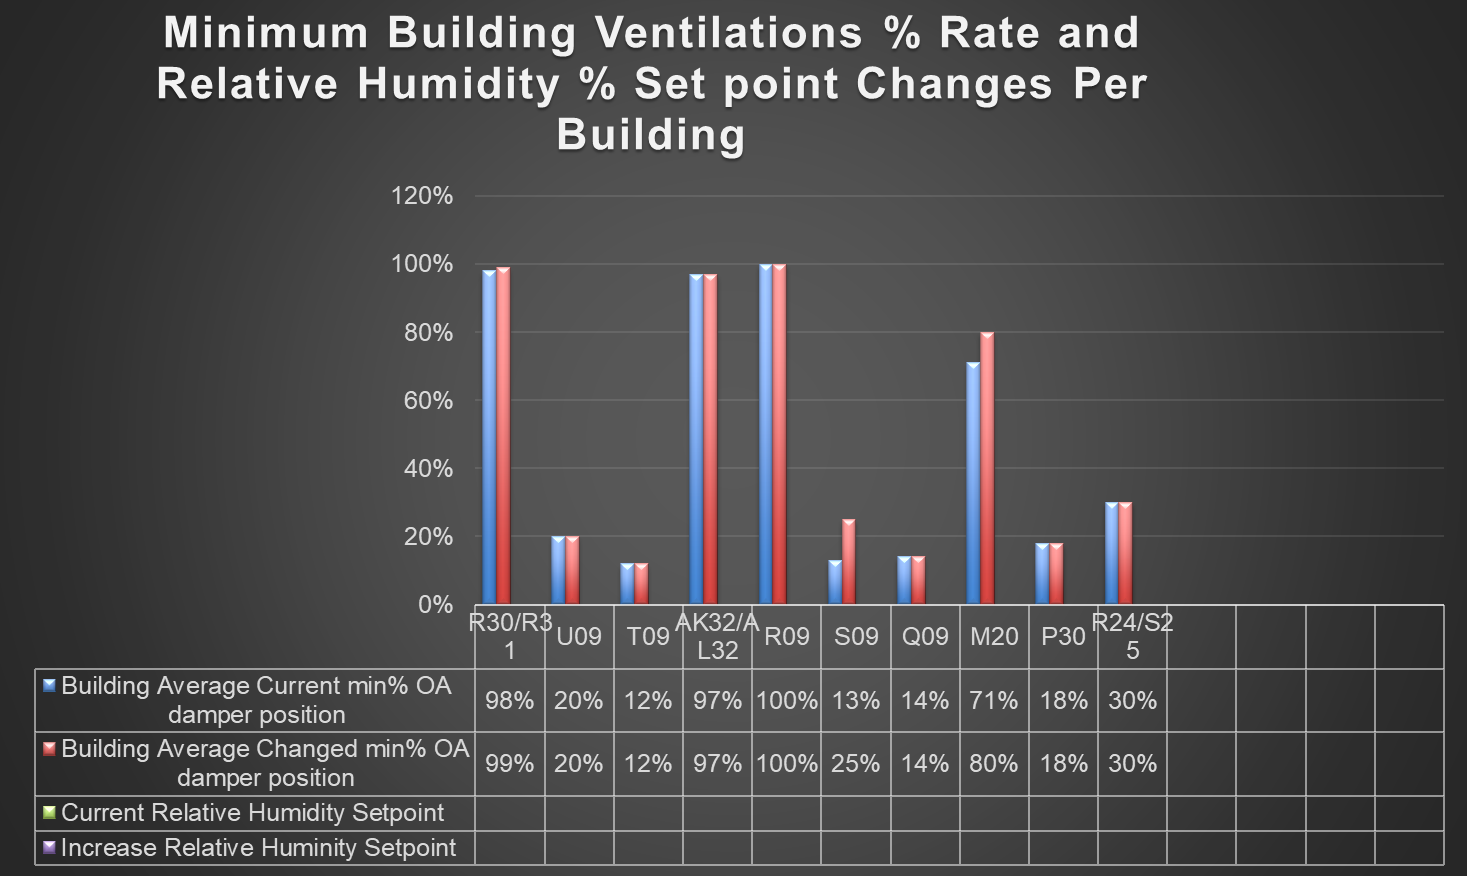 Minimum Building Ventilations % Rate and
Relative Humidity % Set point Changes Per
Building
120%
100%
80%
60%
40%
20%
0%
R30/R3
1
U09
T09
AK32/A
L32
R09
S09
Q09
M20
P30
R24/S2
5
Building Average Current min% OA
damper position
98% 20% 12% 97% 100% 13% 14% 71% 18% 30%
Building Average Changed min% OA
damper position
99% 20% 12% 97% 100% 25% 14% 80% 18% 30%
Current Relative Humidity Setpoint
Increase Relative Huminity Setpoint